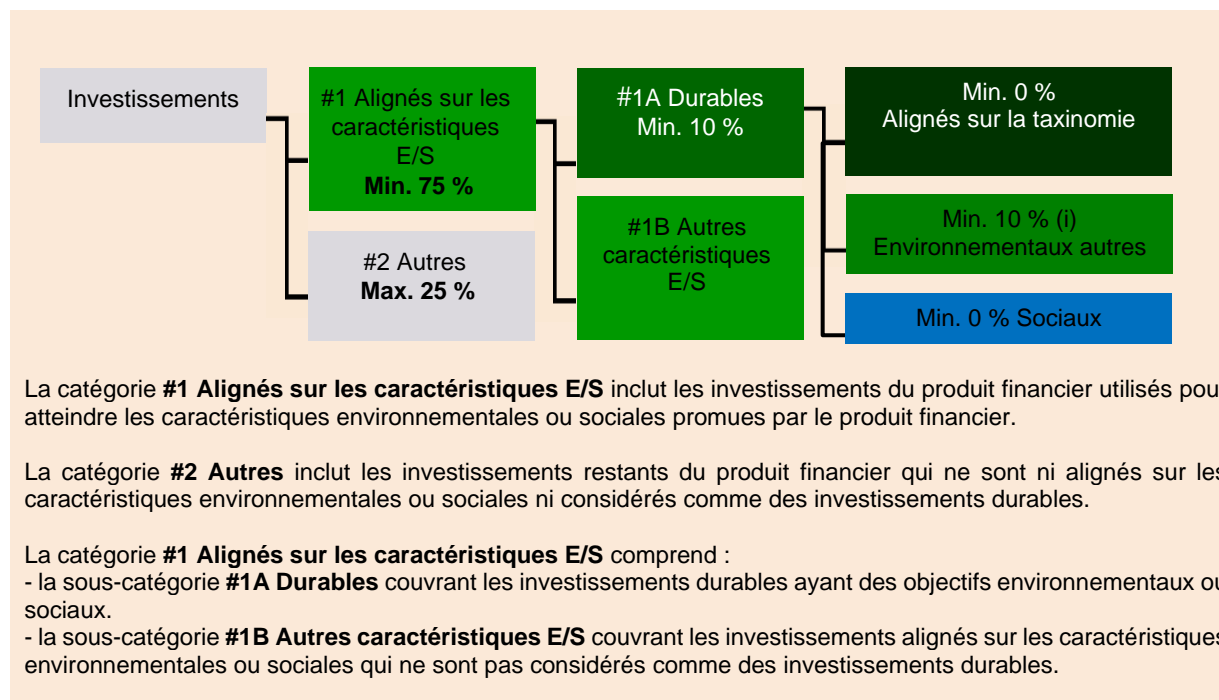 Investissements
#1 Alignés sur les
caractéristiques
E/S
Min. 75 %
#2 Autres
Max. 25 %
#1A Durables
Min. 10 %
#1B Autres
caractéristiques
E/S
Min. 0 %
Alignés sur la taxinomie
Min. 10 % (i)
Environnementaux autres
Min. 0 % Sociaux
La catégorie #1 Alignés sur les caractéristiques E/S inclut les investissements du produit financier utilisés pou
atteindre les caractéristiques environnementales ou sociales promues par le produit financier.
La catégorie #2 Autres inclut les investissements restants du produit financier qui ne sont ni alignés sur les
caractéristiques environnementales ou sociales ni considérés comme des investissements durables.
La catégorie #1 Alignés sur les caractéristiques E/S comprend :
- la sous-catégorie #1A Durables couvrant les investissements durables ayant des objectifs environnementaux ou
sociaux.
- la sous-catégorie #1B Autres caractéristiques E/S couvrant les investissements alignés sur les caractéristiques
environnementales ou sociales qui ne sont pas considérés comme des investissements durables.